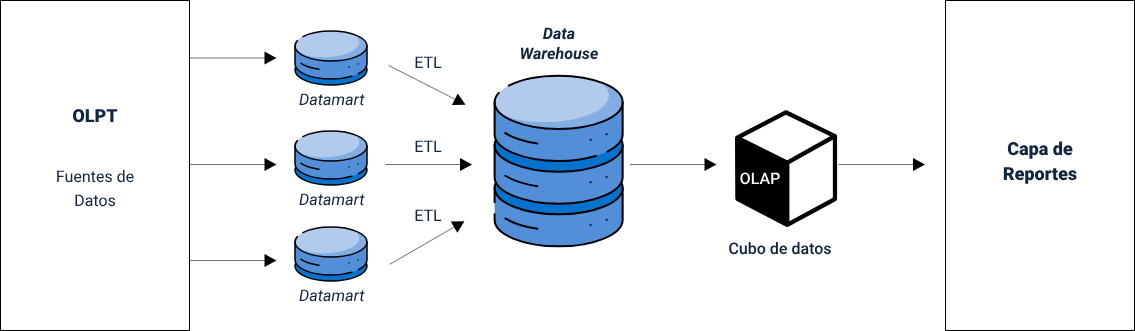 OLPT
Fuentes de
Datos
Datamart
Datamart
Datamart
ETL
ETL
ETL
Data
Warehouse
OLAP
Cubo de datos
Capa de
Reportes